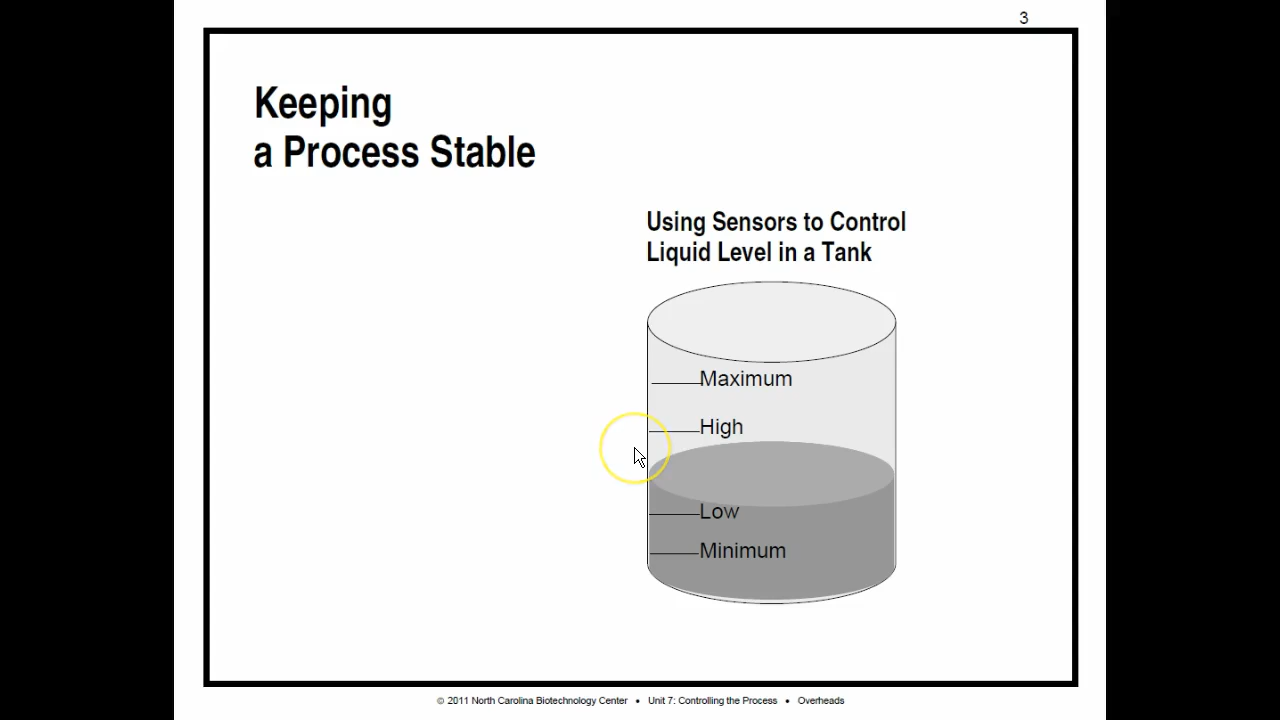 3
Keeping
a Process Stable
Using Sensors to Control
Liquid Level in a Tank
Maximum
High
Low
Minimum
© 2011 North Carolina Biotechnology Center • Unit 7: Controlling the Process • Overheads